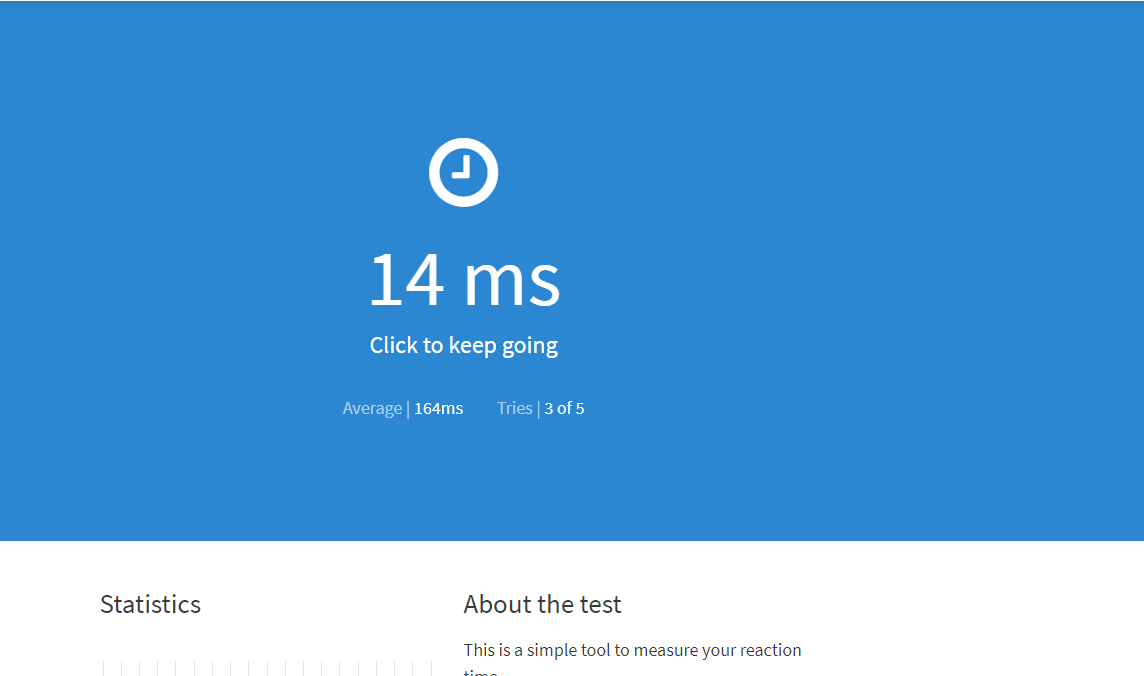 14 ms
Click to keep going
Average | 164ms Tries | 3 of 5
Statistics
About the test
This is a simple tool to measure your reaction
time.